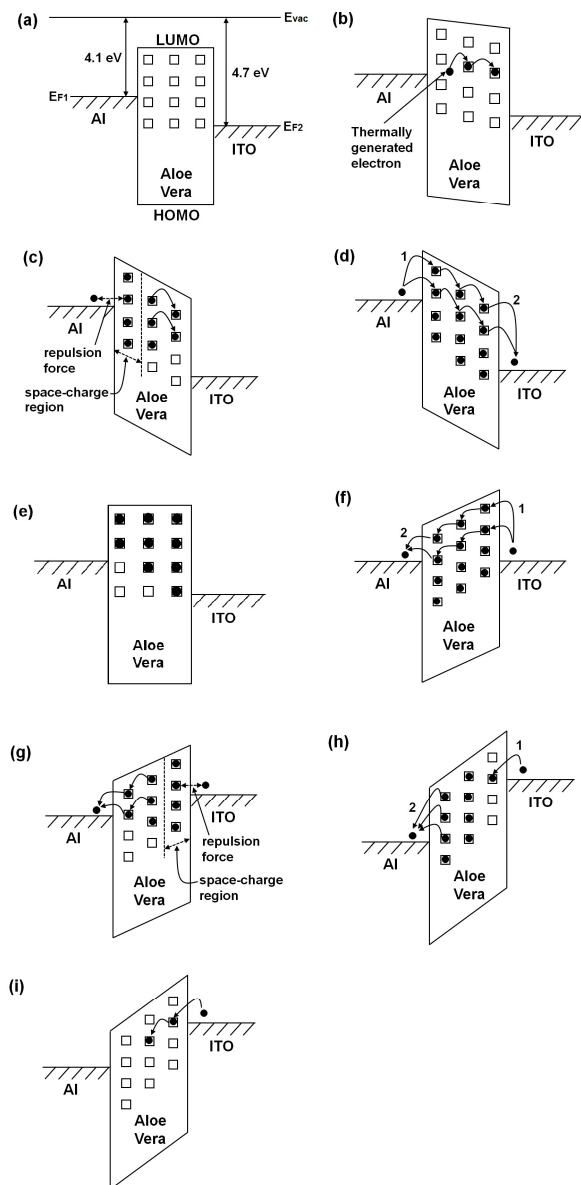 (a)
Evac
LUMO
4.1 eV
4.7 eV
EF1
Al
EF2
ITO
Aloe
Vera
HOMO
(b)
Al
Thermally
generated
electron
ITO
Aloe
Vera
(c)
Al
repulsion
force
space-charge
region
ITO
Aloe
Vera
(d)
1
2
Al
ITO
Aloe
Vera
(e)
Al
ITO
Aloe
Vera
(f)
1
2
Al
ITO
Aloe
Vera
(g)
Al
ITO
repulsion
force
space-charge
region
Aloe
Vera
(h)
1
2
ITO
Al
Aloe
Vera
(i)
ITO
Al
Aloe
Vera